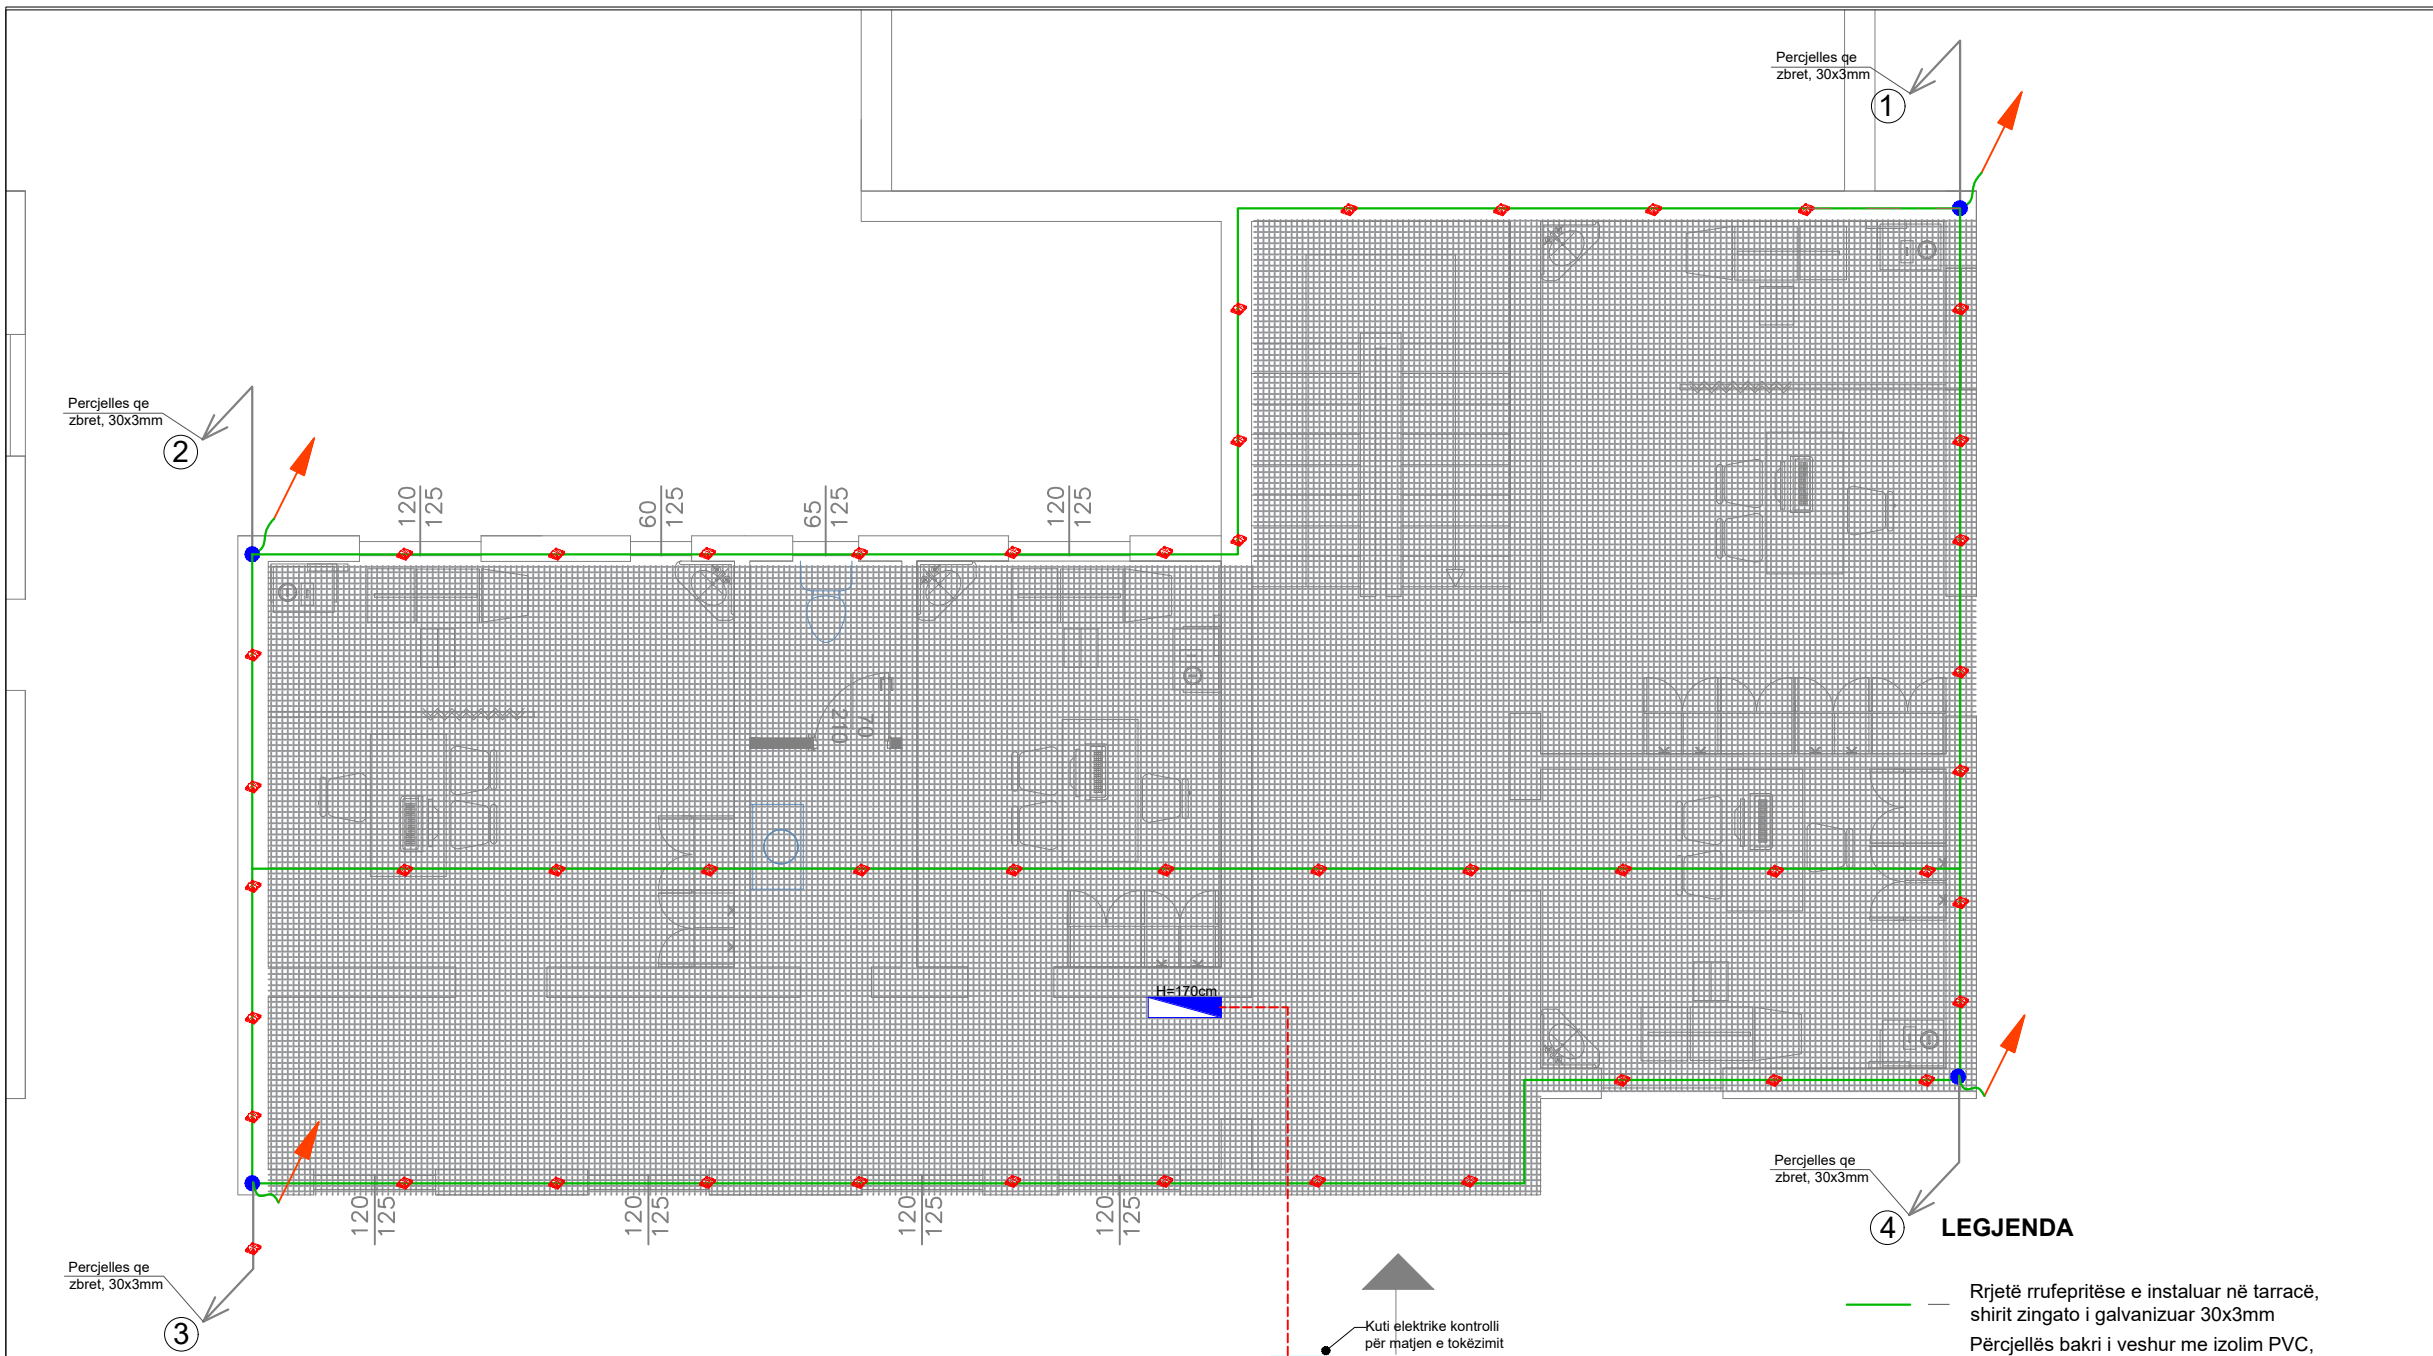 Percjelles qe
zbret, 30x3mm
1
Percjelles qe
zbret, 30x3mm
2
120
125
60
125
65
125
120
125
70
210
H=170cm
120
125
120
125
120
125
120
125
Percjelles qe
zbret, 30x3mm
3
Percjelles qe
zbret, 30x3mm
4
LEGJENDA
Rrjetë rrufepritëse e instaluar në tarracë,
shirit zingato i galvanizuar 30x3mm
Përcjellës bakri i veshur me izolim PVC,
Kuti elektrike kontrolli
për matjen e tokëzimit